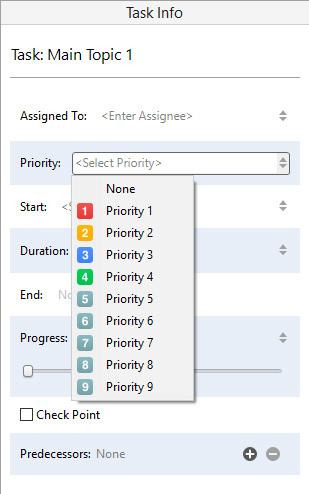 Task Info
Task: Main Topic 1
Assigned To: <Enter Assignee>
Priority: <Select Priority>
None
1 Priority 1
Start: <S
2 Priority 2
3 Priority 3
Duration:
4 Priority 4
5 Priority 5
End: No
6 Priority 6
7 Priority 7
Progress:
8 Priority 8
9 Priority 9
Check Point
Predecessors: None